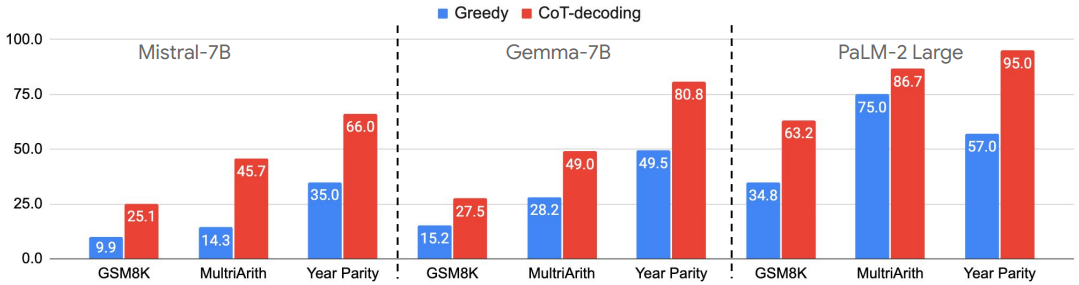 Greedy CoT-decoding
100.0
75.0
50.0
25.0
0.0
Mistral-7B
9.9 25.1 14.3 45.7 35.0 66.0
GSM8K MultriArith Year Parity
Gemma-7B
15.2 27.5 28.2 49.0 49.5 80.8
GSM8K MultriArith Year Parity
PaLM-2 Large
34.8 63.2 75.0 86.7 57.0 95.0
GSM8K MultriArith Year Parity